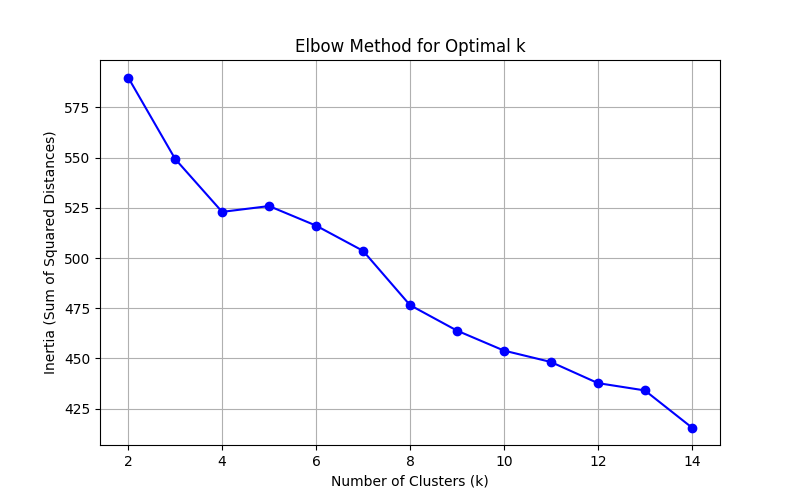 Elbow Method for Optimal k
Inertia (Sum of Squared Distances)
575
550
525
500
475
450
425
2 4 6 8 10 12 14
Number of Clusters (k)